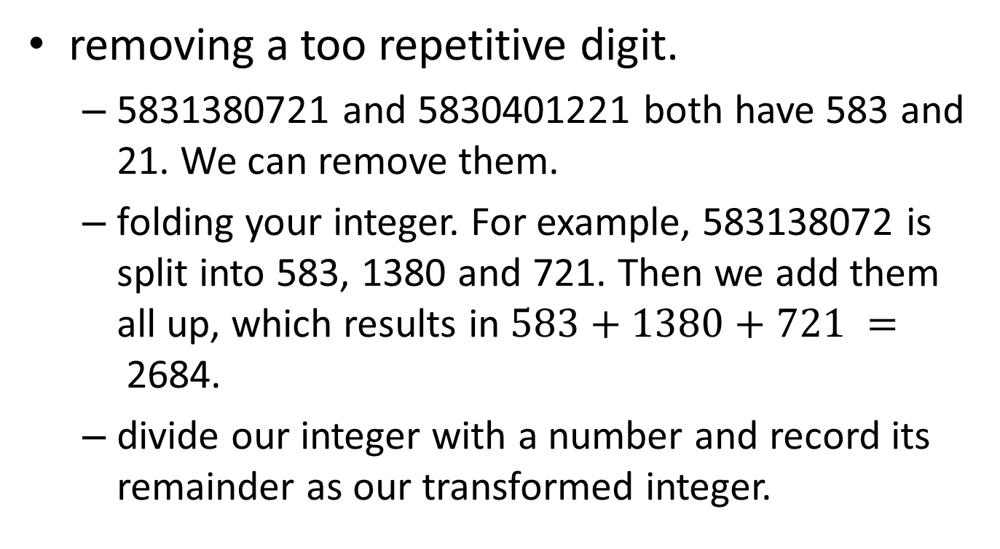 • removing a too repetitive digit.
– 5831380721 and 5830401221 both have 583 and
21. We can remove them.
– folding your integer. For example, 583138072 is
split into 583, 1380 and 721. Then we add them
all up, which results in 583 + 1380 + 721 =
2684.
– divide our integer with a number and record its
remainder as our transformed integer.